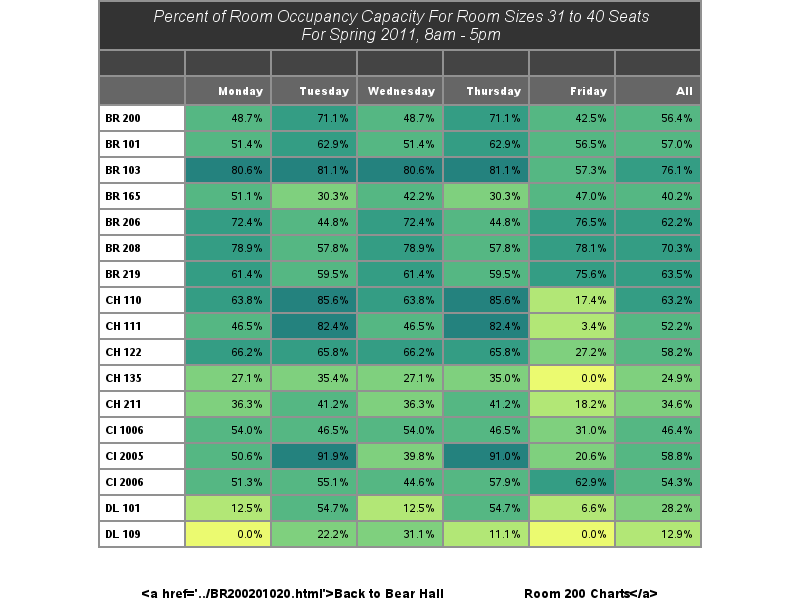 Percent of Room Occupancy Capacity For Room Sizes 31 to 40 Seats
For Spring 2011, 8am - 5pm
Monday Tuesday Wednesday Thursday Friday All
BR 200 48.7% 71.1% 48.7% 71.1% 42.5% 56.4%
BR 101 51.4% 62.9% 51.4% 62.9% 56.5% 57.0%
BR 103 80.6% 81.1% 80.6% 81.1% 57.3% 76.1%
BR 165 51.1% 30.3% 42.2% 30.3% 47.0% 40.2%
BR 206 72.4% 44.8% 72.4% 44.8% 76.5% 62.2%
BR 208 78.9% 57.8% 78.9% 57.8% 78.1% 70.3%
BR 219 61.4% 59.5% 61.4% 59.5% 75.6% 63.5%
CH 110 63.8% 85.6% 63.8% 85.6% 17.4% 63.2%
CH 111 46.5% 82.4% 46.5% 82.4% 3.4% 52.2%
CH 122 66.2% 65.8% 66.2% 65.8% 27.2% 58.2%
CH 135 27.1% 35.4% 27.1% 35.0% 0.0% 24.9%
CH 211 36.3% 41.2% 36.3% 41.2% 18.2% 34.6%
CI 1006 54.0% 46.5% 54.0% 46.5% 31.0% 46.4%
CI 2005 50.6% 91.9% 39.8% 91.0% 20.6% 58.8%
CI 2006 51.3% 55.1% 44.6% 57.9% 62.9% 54.3%
DL 101 12.5% 54.7% 12.5% 54.7% 6.6% 28.2%
DL 109 0.0% 22.2% 31.1% 11.1% 0.0% 12.9%
<a href='../BR200201020.html'>Back to Bear Hall Room 200 Charts</a>